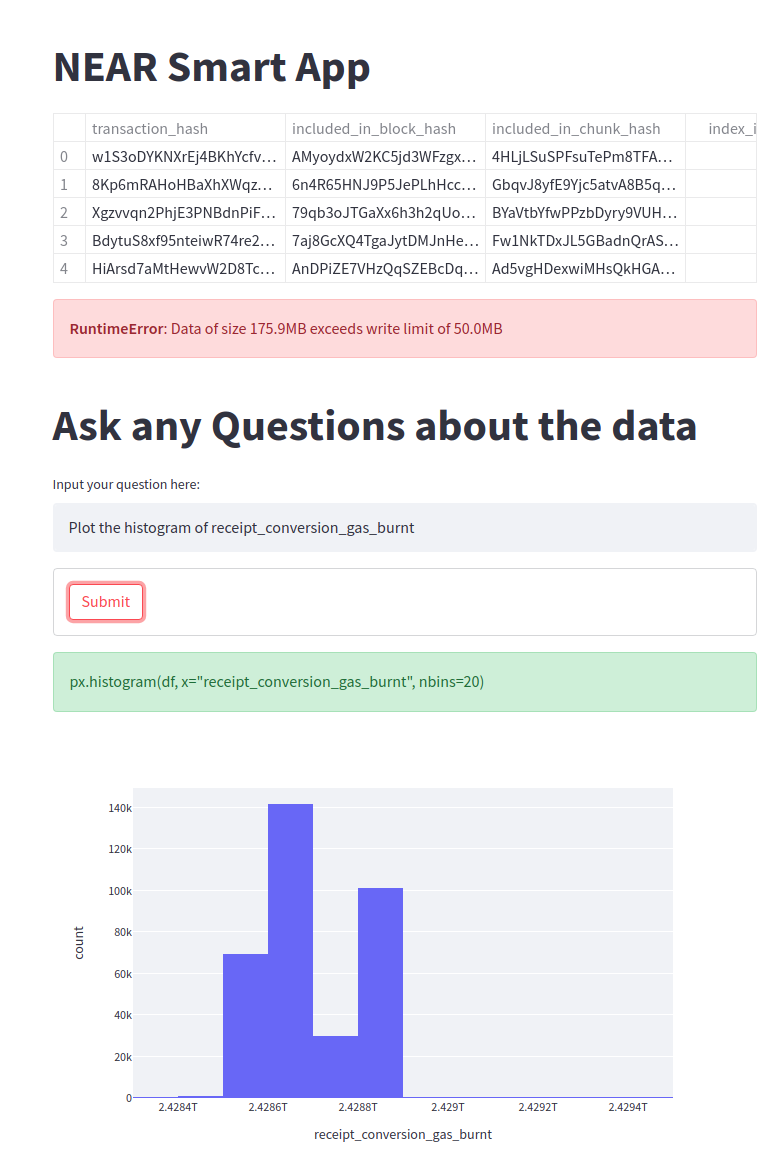 NEAR Smart App
transaction_hash included_in_block_hash included_in_chunk_hash index_i
0 w1S3oDYKNXrEj4BKhYcfv… AMyoydxW2KC5jd3WFzgx… 4HLjLSuSPFsuTePm8TFA…
1 8Kp6mRAHoHBaXhXWqz… 6n4R65HNJ9P5JePLhHcc… GbqvJ8yfE9Yjc5atvA8B5q…
2 Xgzvvqn2PhjE3PNBdnPiF… 79qb3oJTGaXx6h3h2qUo… BYaVtbYfwPPzbDyry9VUH…
3 BdytuS8xf95nteiwR74re2… 7aj8GcXQ4TgaJytDMJnHe… Fw1NkTDxJL5GBadnQrAS…
4 HiArsd7aMtHewvW2D8Tc… AnDPiZE7VHzQqSZEBcDq… Ad5vgHDexwiMHsQkHGA…
RuntimeError: Data of size 175.9MB exceeds write limit of 50.0MB
Ask any Questions about the data
Input your question here:
Plot the histogram of receipt_conversion_gas_burnt
Submit
px.histogram(df, x="receipt_conversion_gas_burnt", nbins=20)
140k
120k
100k
80k
60k
40k
20k
0
count
2.4284T 2.4286T 2.4288T 2.429T 2.4292T 2.4294T
receipt_conversion_gas_burnt